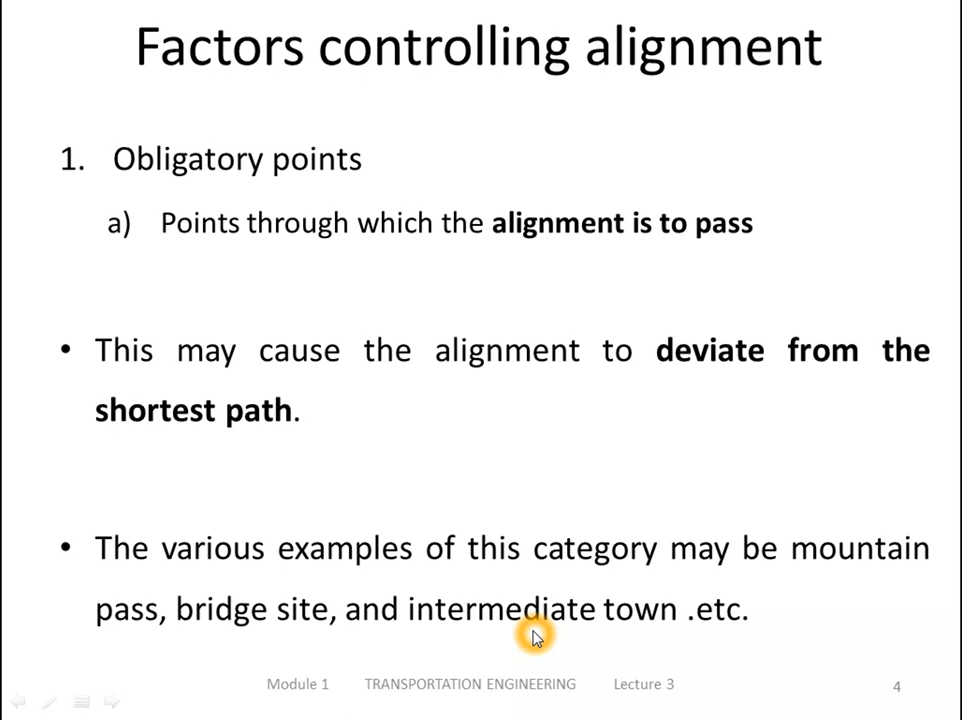 Factors controlling alignment
1. Obligatory points
a) Points through which the alignment is to pass
• This may cause the alignment to deviate from the
shortest path.
• The various examples of this category may be mountain
pass, bridge site, and intermediate town .etc.
Module 1 TRANSPORTATION ENGINEERING Lecture 3 4